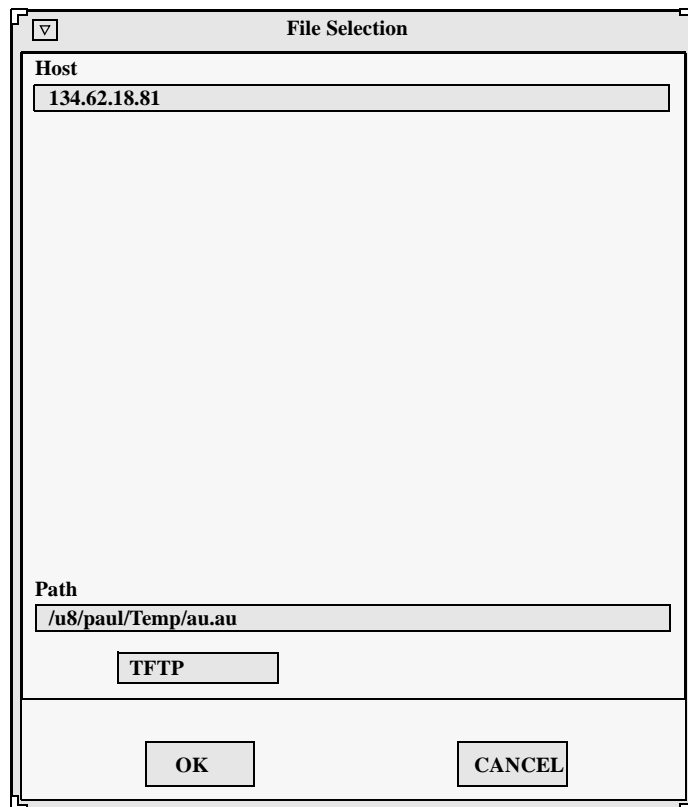 File Selection
Host
134.62.18.81
Path
/u8/paul/Temp/au.au
TFTP
OK
CANCEL